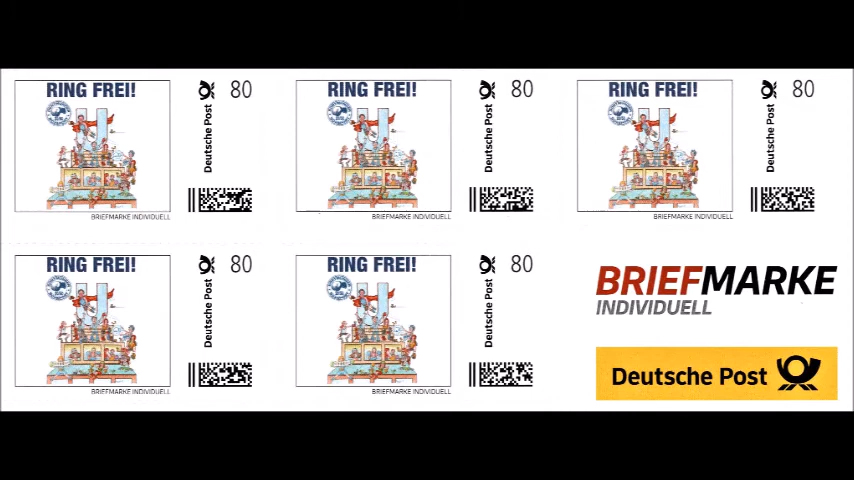 RING FREI!
Deutsche Post
80
BRIEFMARKE INDIVIDUELL
RING FREI!
Deutsche Post
80
BRIEFMARKE INDIVIDUELL
RING FREI!
Deutsche Post
80
BRIEFMARKE INDIVIDUELL
RING FREI!
Deutsche Post
80
BRIEFMARKE INDIVIDUELL
RING FREI!
Deutsche Post
80
BRIEFMARKE INDIVIDUELL
BRIEFMARKE
INDIVIDUELL
Deutsche Post